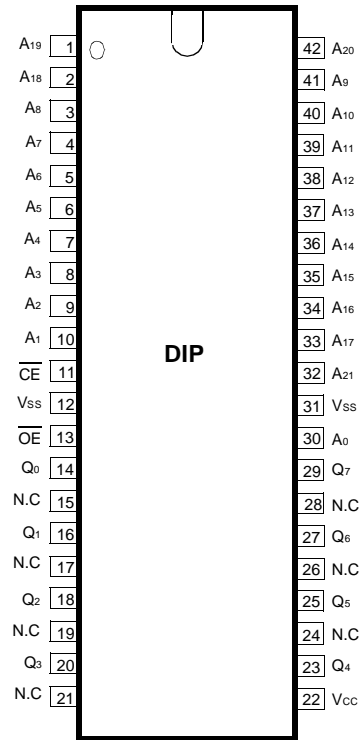 A19 1 42 A20
A18 2 41 A9
A8 3 40 A10
A7 4 39 A11
A6 5 38 A12
A5 6 37 A13
A4 7 36 A14
A3 8 35 A15
A2 9 34 A16
A1 10 33 A17
DIP
C̅E̅ 11 32 A21
VSS 12 31 VSS
O̅E̅ 13 30 A0
Q0 14 29 Q7
N.C 15 28 N.C
Q1 16 27 Q6
N.C 17 26 N.C
Q2 18 25 Q5
N.C 19 24 N.C
Q3 20 23 Q4
N.C 21 22 VCC